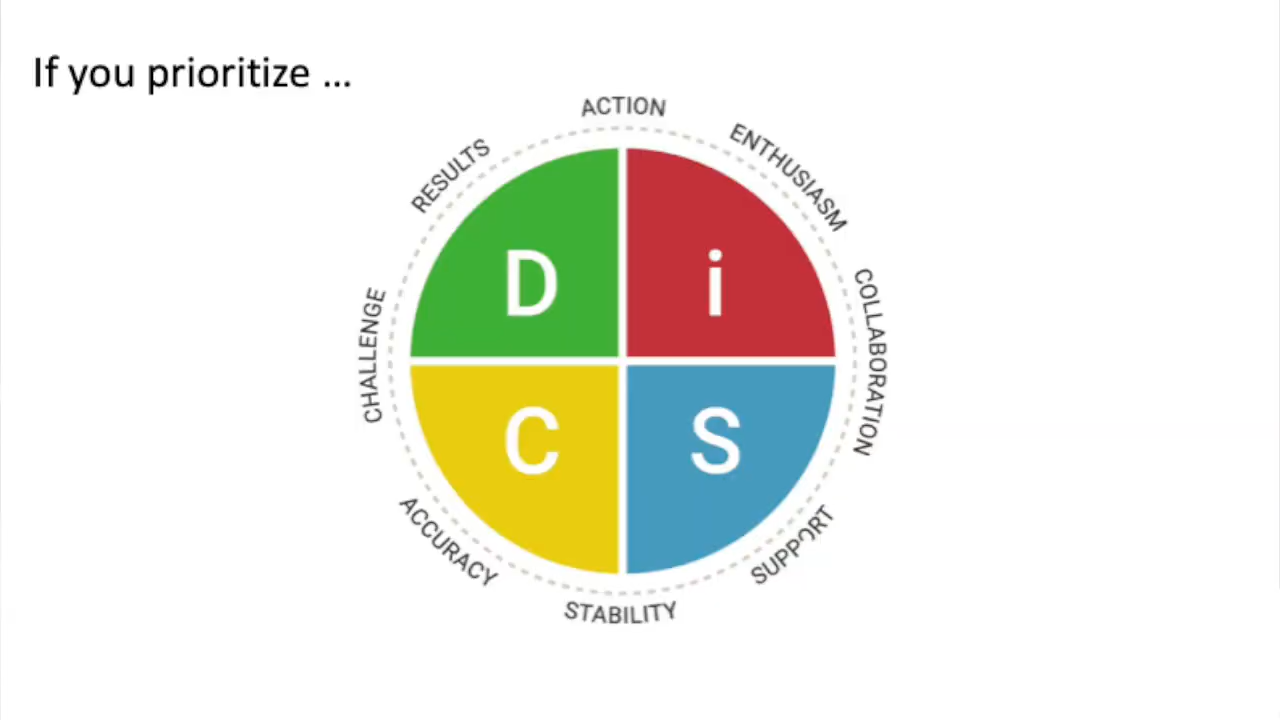 If you prioritize ...
ACTION
ENTHUSIASM
RESULTS
D
i
COLLABORATION
CHALLENGE
C
S
ACCURACY
SUPPORT
STABILITY